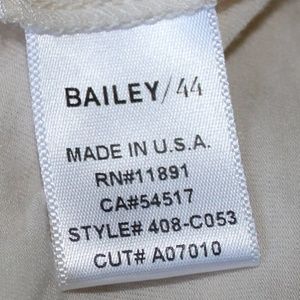 BAILEY/44
MADE IN U.S.A.
RN#11891
CA#54517
STYLE# 408-C053
CUT# A07010